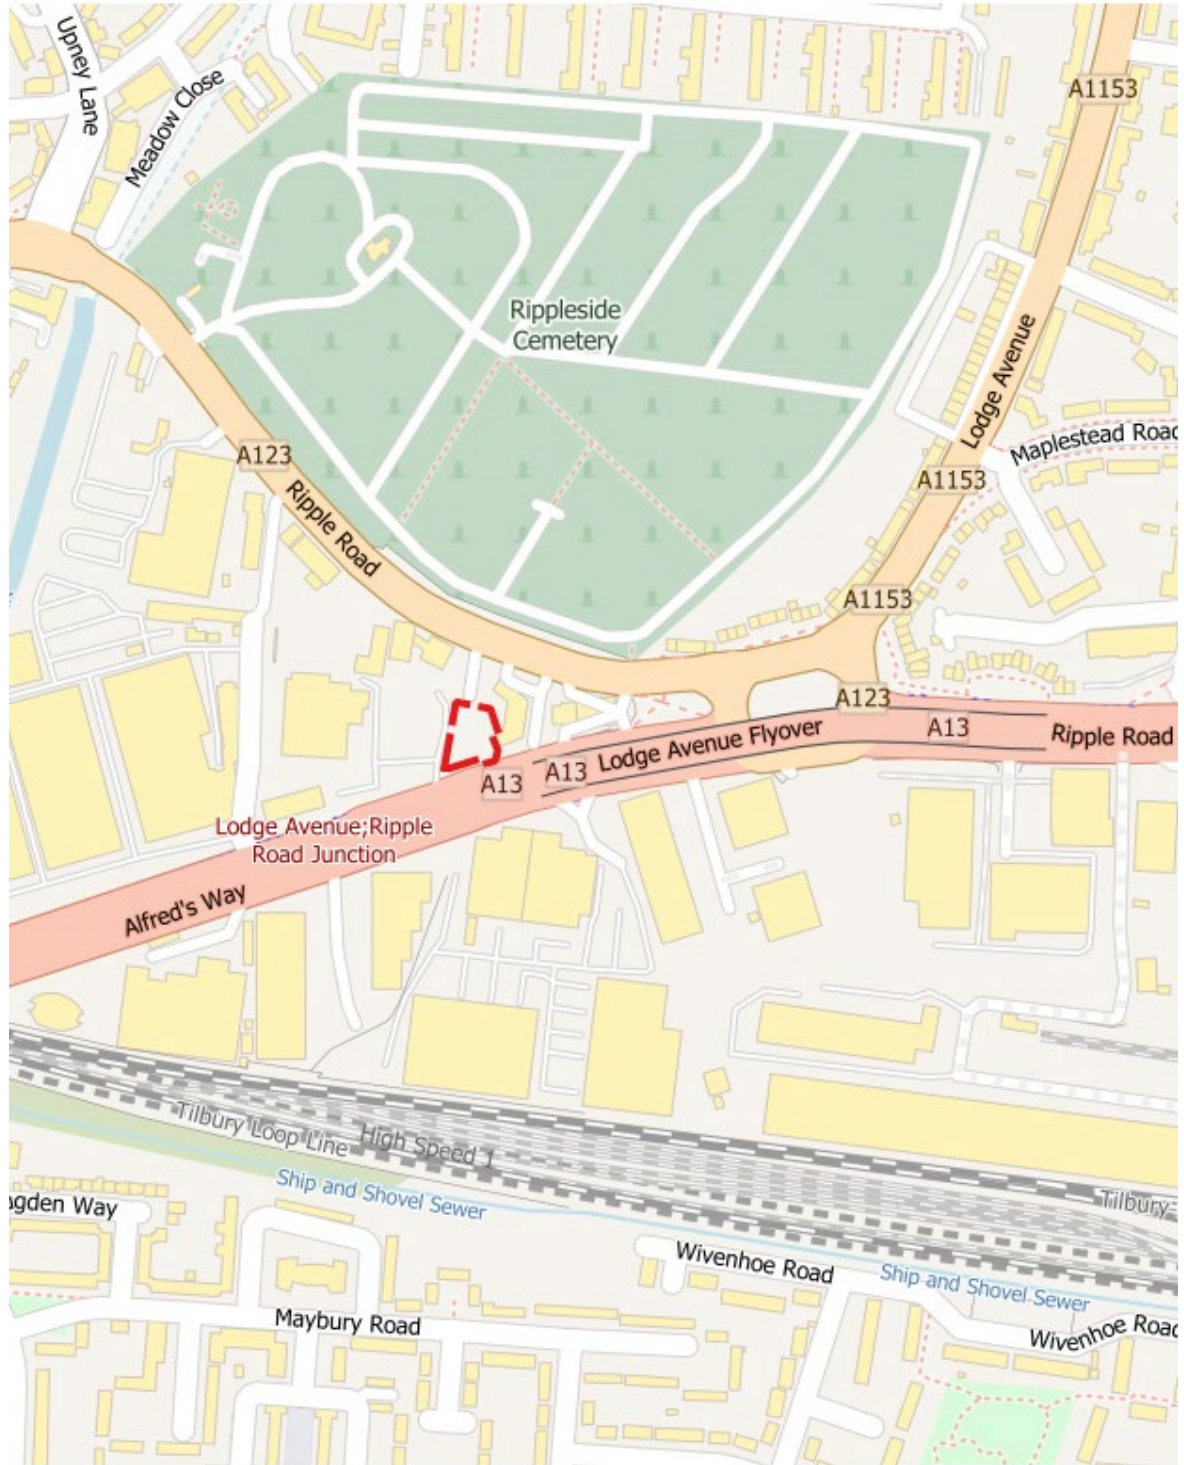 Upney Lane
Meadow Close
A1153
Rippleside
Cemetery
Lodge Avenue
Maplestead Road
A123
A1153
Ripple Road
A1153
A123
A13
Ripple Road
Lodge Avenue Flyover
A13
A13
Lodge Avenue;Ripple
Road Junction
Alfred's Way
Tilbury Loop Line
High Speed 1
Ship and Shovel Sewer
Tilbury
agden Way
Wivenhoe Road
Ship and Shovel Sewer
Maybury Road
Wivenhoe Road